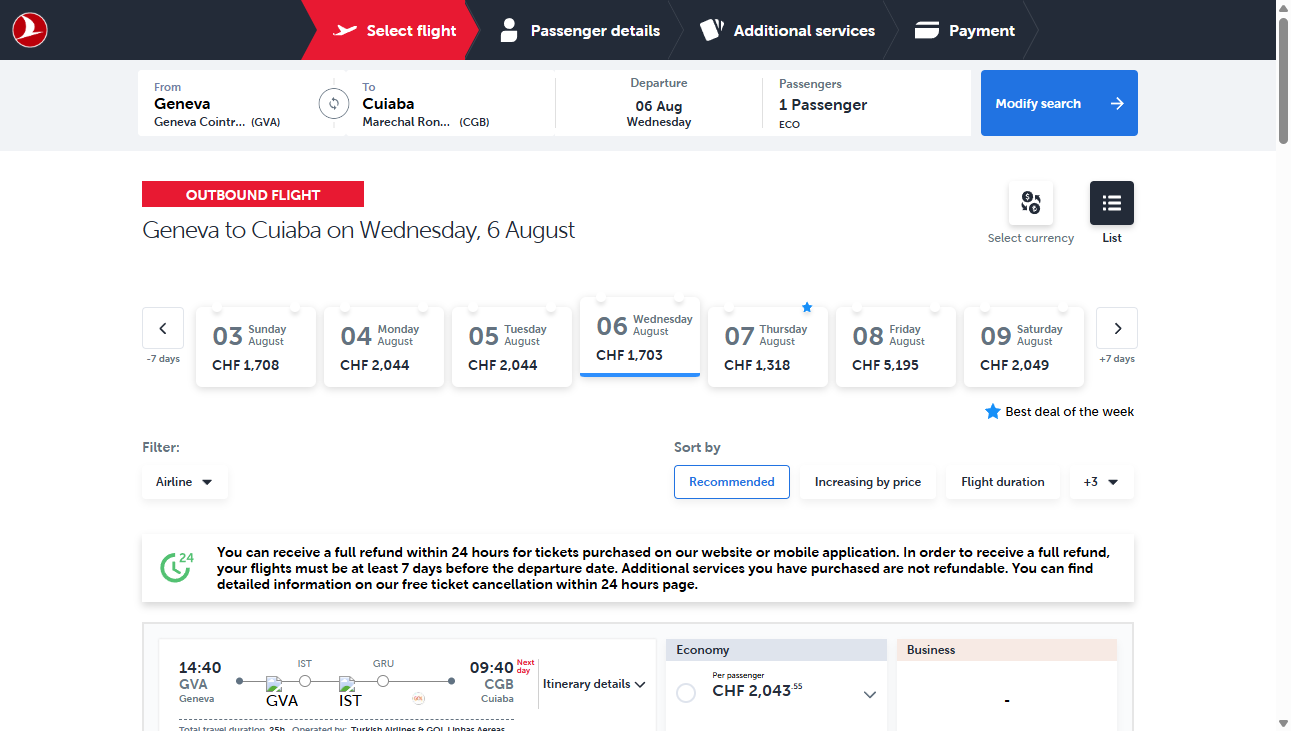 Select flight
Passenger details
Additional services
Payment
From
Geneva
Geneva Cointr... (GVA)
To
Cuiaba
Marechal Ron... (CGB)
Departure
06 Aug
Wednesday
Passengers
1 Passenger
ECO
Modify search
OUTBOUND FLIGHT
Geneva to Cuiaba on Wednesday, 6 August
Select currency
List
-7 days
03 Sunday August
CHF 1,708
04 Monday August
CHF 2,044
05 Tuesday August
CHF 2,044
06 Wednesday August
CHF 1,703
07 Thursday August
CHF 1,318
08 Friday August
CHF 5,195
09 Saturday August
CHF 2,049
+7 days
Best deal of the week
Filter:
Airline
Sort by
Recommended
Increasing by price
Flight duration
+3
24
You can receive a full refund within 24 hours for tickets purchased on our website or mobile application. In order to receive a full refund,
your flights must be at least 7 days before the departure date. Additional services you have purchased are not refundable. You can find
detailed information on our free ticket cancellation within 24 hours page.
14:40
GVA
Geneva
IST
GRU
GVA
IST
09:40 Next day
CGB
Cuiaba
Itinerary details
Total travel duration 25h Operated by: Turkish Airlines & GOL Linhas Aereas
Economy
Per passenger
CHF 2,043.55
Business
-